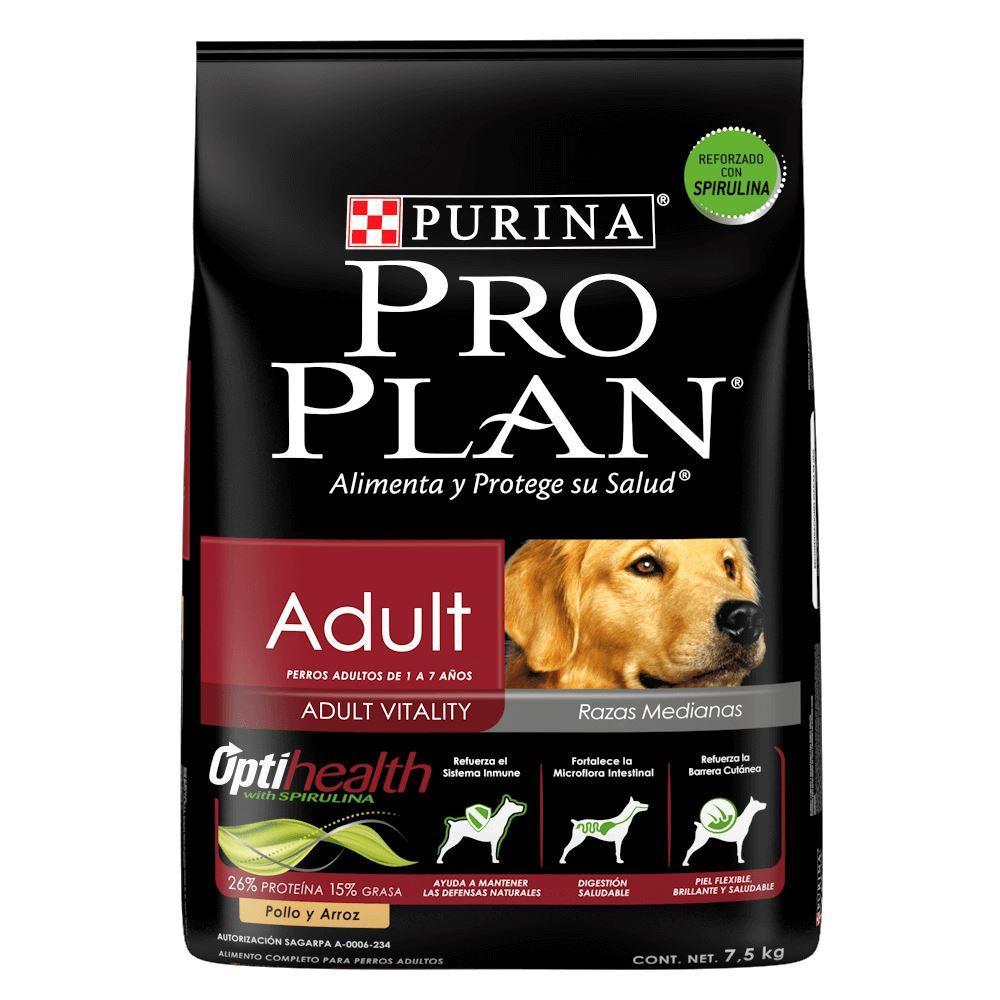 REFORZADO
CON
SPIRULINA
PURINA®
PRO
PLAN®
Alimenta y Protege su Salud®
Adult
PERROS ADULTOS DE 1 A 7 AÑOS
ADULT VITALITY
Razas Medianas
Optihealth
with SPIRULINA
Refuerza el
Sistema Inmune
Fortalece la
Microflora Intestinal
Refuerza la
Barrera Cutánea
26% PROTEÍNA 15% GRASA
AYUDA A MANTENER
LAS DEFENSAS NATURALES
DIGESTIÓN
SALUDABLE
PIEL FLEXIBLE,
BRILLANTE Y SALUDABLE
Pollo y Arroz
AUTORIZACIÓN SAGARPA A-0006-234
ALIMENTO COMPLETO PARA PERROS ADULTOS
CONT. NET. 7,5 kg
PURINA